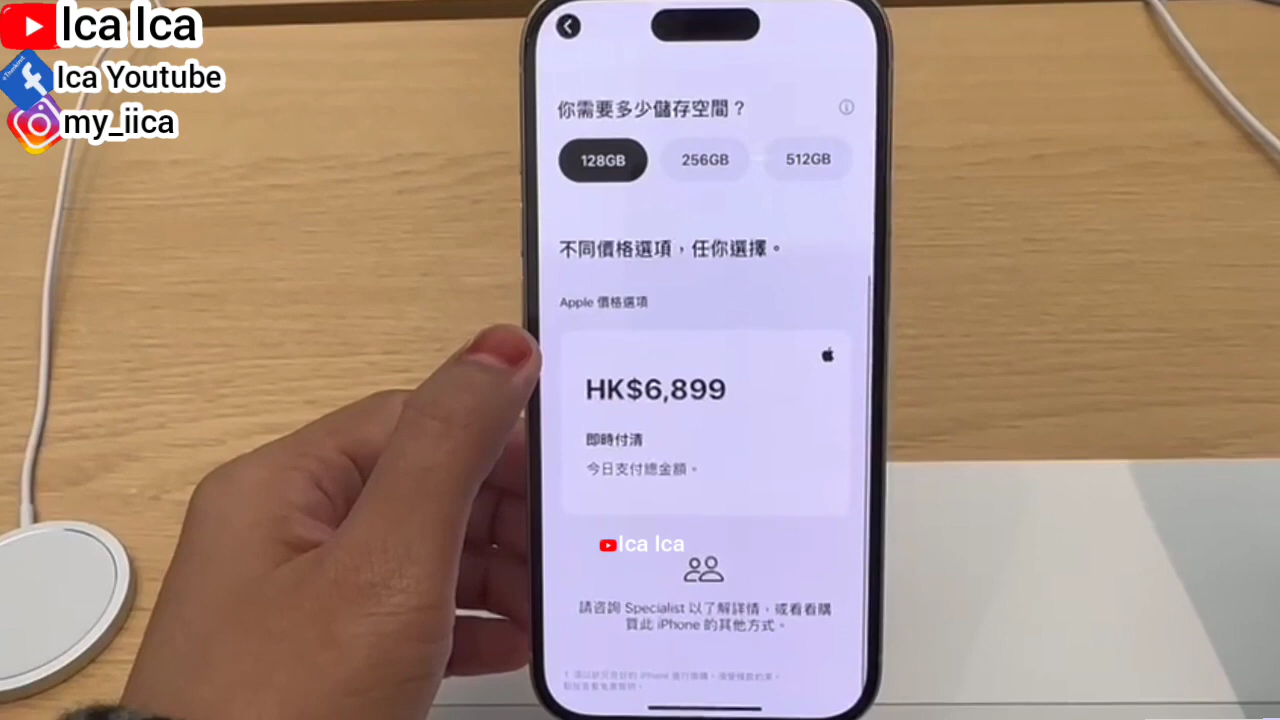 Ica Ica
Ica Youtube
my_iica
你需要多少儲存空間？
128GB
256GB
512GB
不同價格選項，任你選擇。
Apple 價格選項
HK$6,899
即時付清
今日支付總金額。
Ica Ica
請咨詢 Specialist 以了解詳情，或看看購
買此 iPhone 的其他方式。